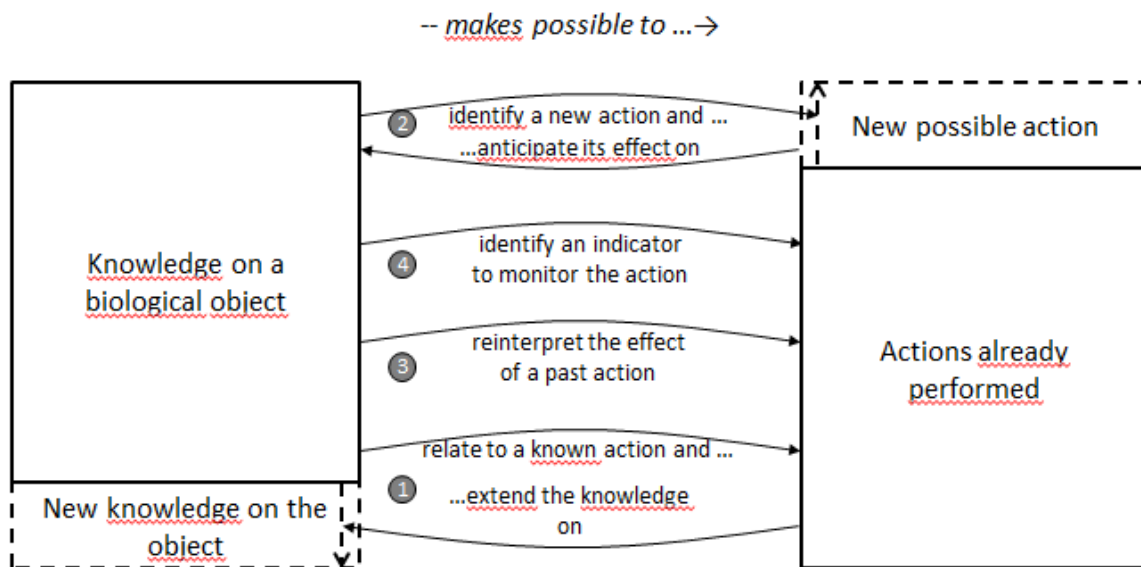 -- makes possible to ...→
identify a new action and ...
2
...anticipate its effect on
New possible action
Knowledge on a
biological object
identify an indicator
4
to monitor the action
reinterpret the effect
3
of a past action
Actions already
performed
relate to a known action and ...
1
...extend the knowledge
on
New knowledge on the
object